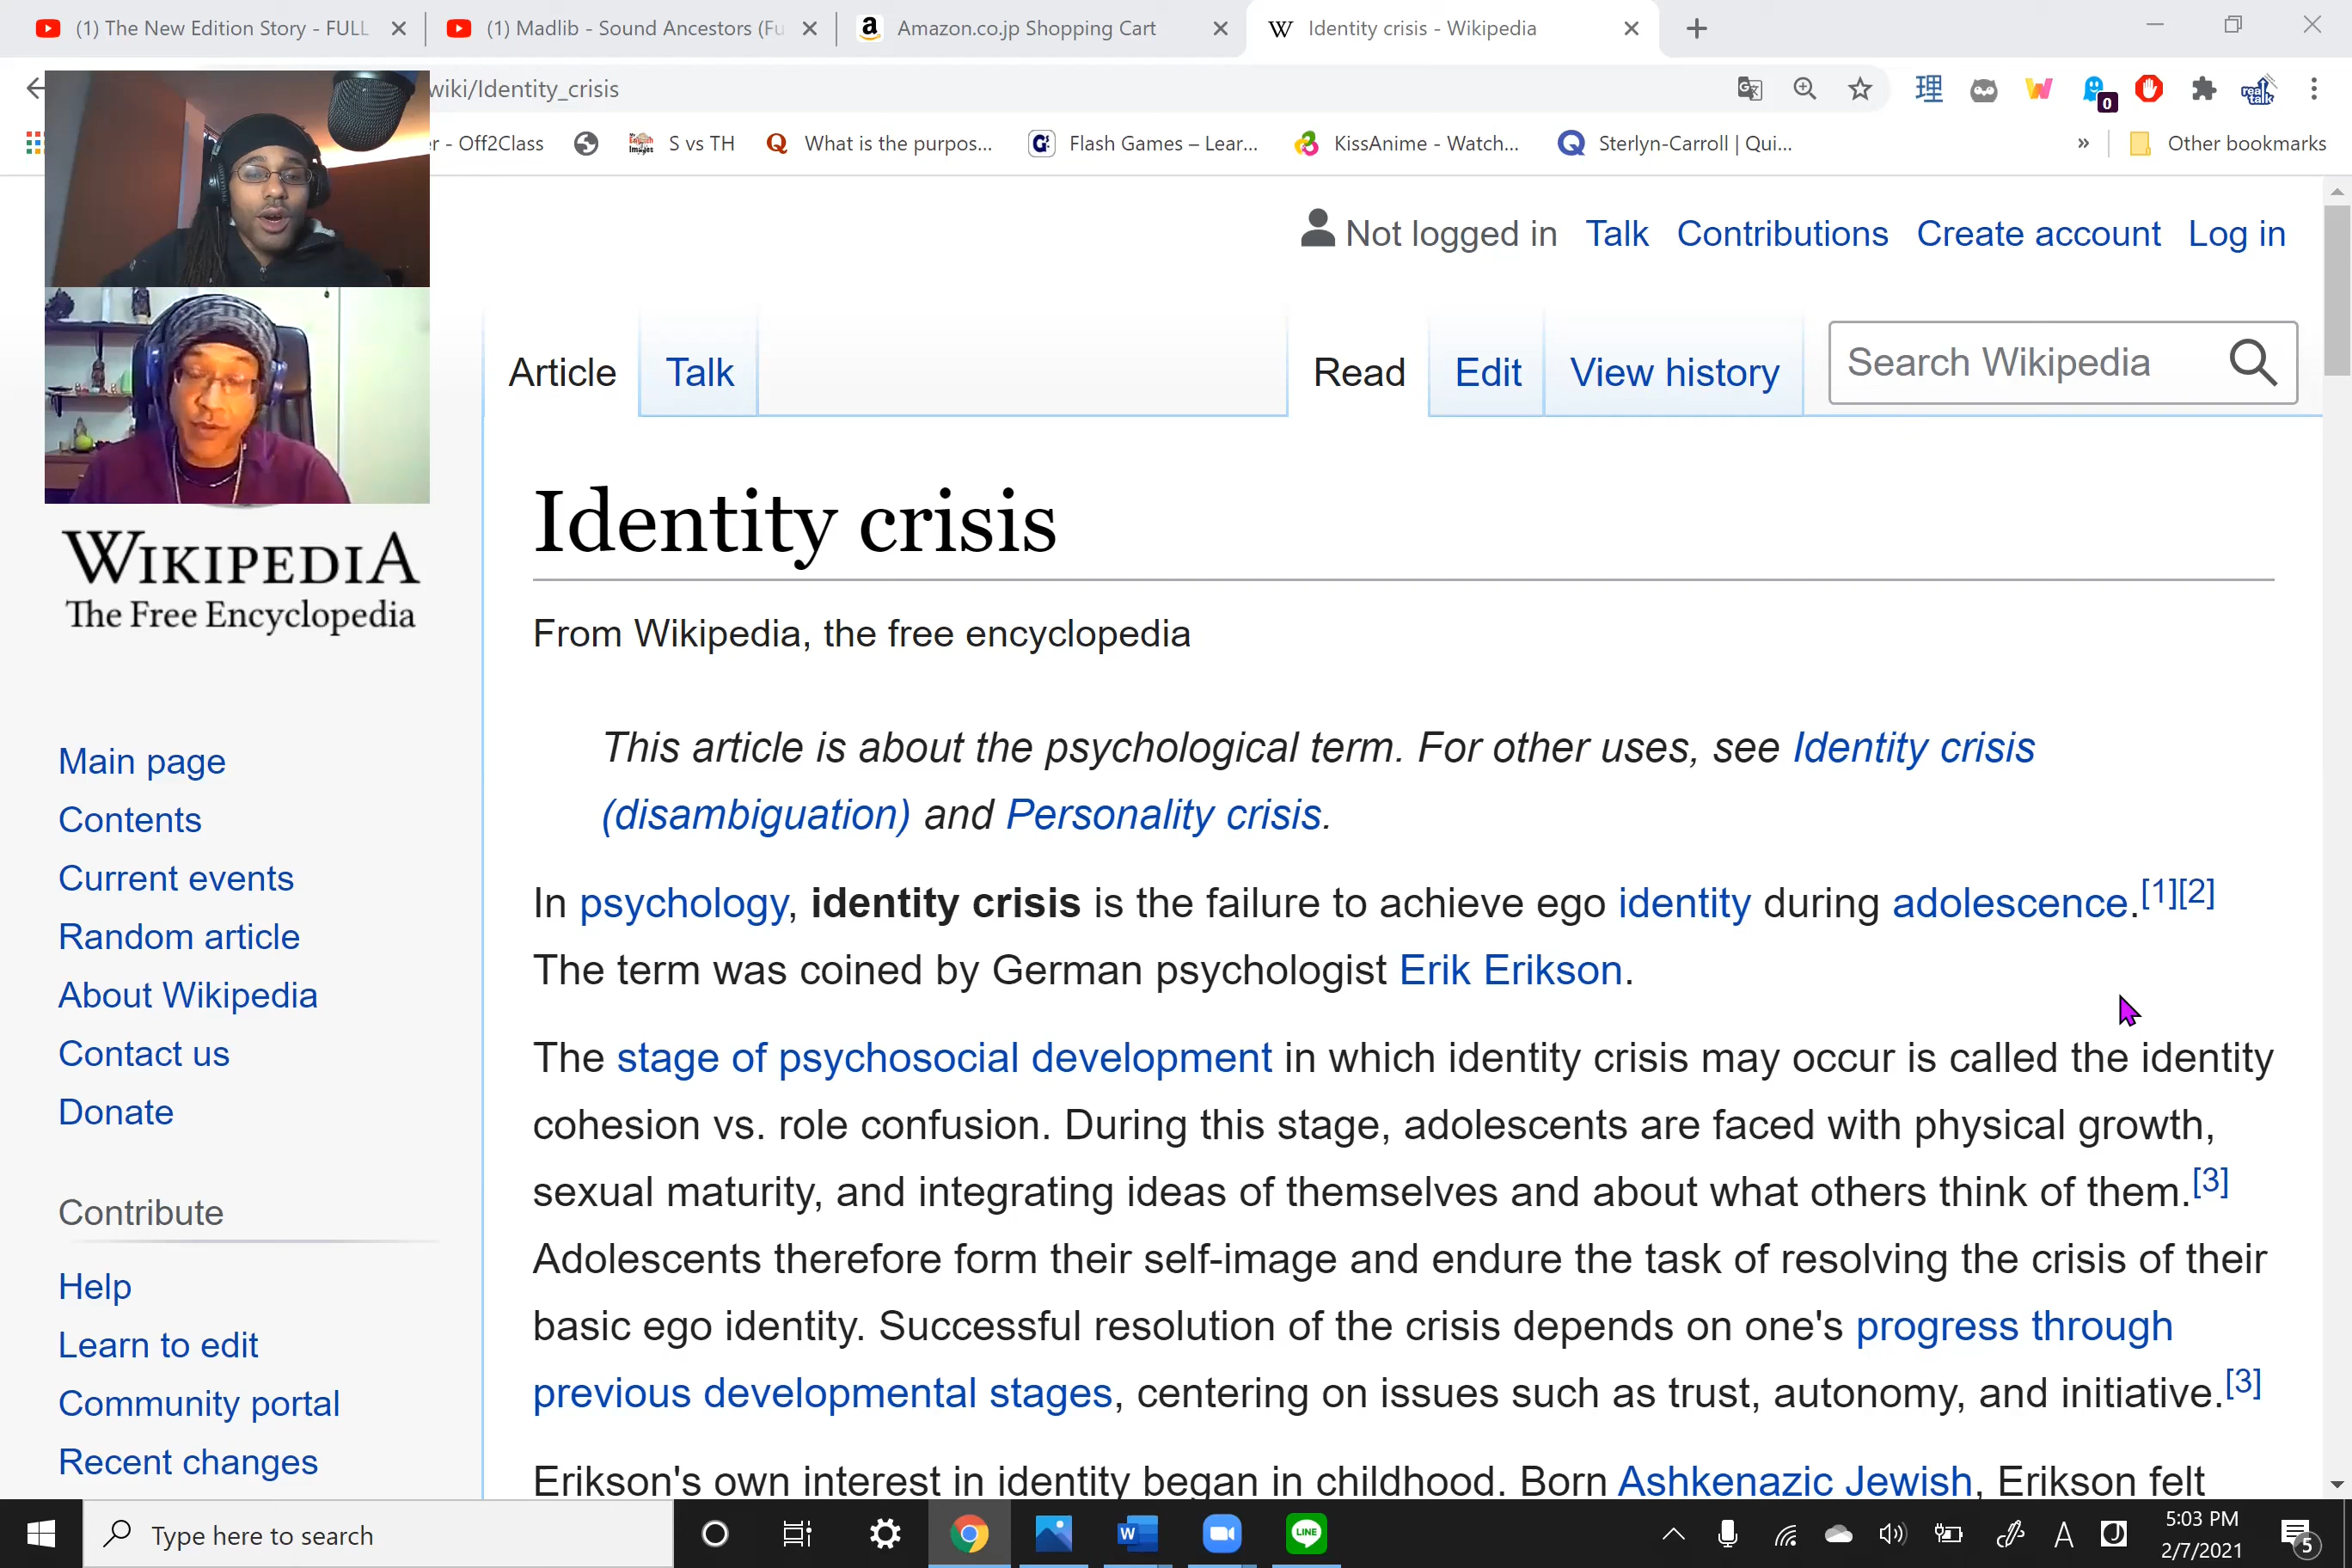 (1) The New Edition Story - FULL
(1) Madlib - Sound Ancestors (Fu
Amazon.co.jp Shopping Cart
Identity crisis - Wikipedia
wiki/Identity_crisis
理
0
real talk
r - Off2Class
S vs TH
What is the purpos...
Flash Games – Lear...
KissAnime - Watch...
Sterlyn-Carroll | Qui...
»
Other bookmarks
Not logged in Talk Contributions Create account Log in
Article Talk Read Edit View history Search Wikipedia
WIKIPEDIA
The Free Encyclopedia
Main page
Contents
Current events
Random article
About Wikipedia
Contact us
Donate
Contribute
Help
Learn to edit
Community portal
Recent changes
Identity crisis
From Wikipedia, the free encyclopedia
This article is about the psychological term. For other uses, see Identity crisis
(disambiguation) and Personality crisis.
In psychology, identity crisis is the failure to achieve ego identity during adolescence.[1][2]
The term was coined by German psychologist Erik Erikson.
The stage of psychosocial development in which identity crisis may occur is called the identity
cohesion vs. role confusion. During this stage, adolescents are faced with physical growth,
sexual maturity, and integrating ideas of themselves and about what others think of them.[3]
Adolescents therefore form their self-image and endure the task of resolving the crisis of their
basic ego identity. Successful resolution of the crisis depends on one's progress through
previous developmental stages, centering on issues such as trust, autonomy, and initiative.[3]
Erikson's own interest in identity began in childhood. Born Ashkenazic Jewish, Erikson felt
Type here to search
W
LINE
A
J
5:03 PM
2/7/2021
5